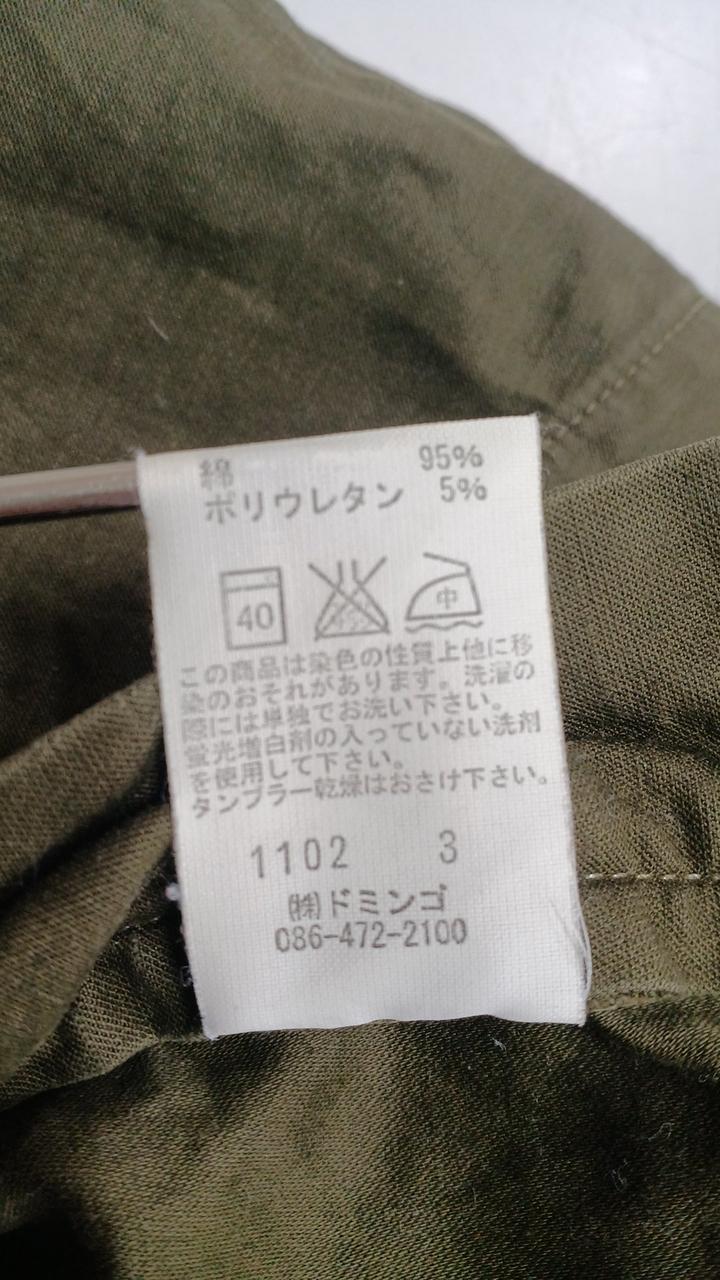 綿 95%
ポリウレタン 5%
40 中
この商品は染色の性質上他に移
染のおそれがあります。洗濯の
際には単独でお洗い下さい。
蛍光増白剤の入っていない洗剤
を使用して下さい。
タンブラー乾燥はおさけ下さい。
1102 3
㈱ドミンゴ
086-472-2100